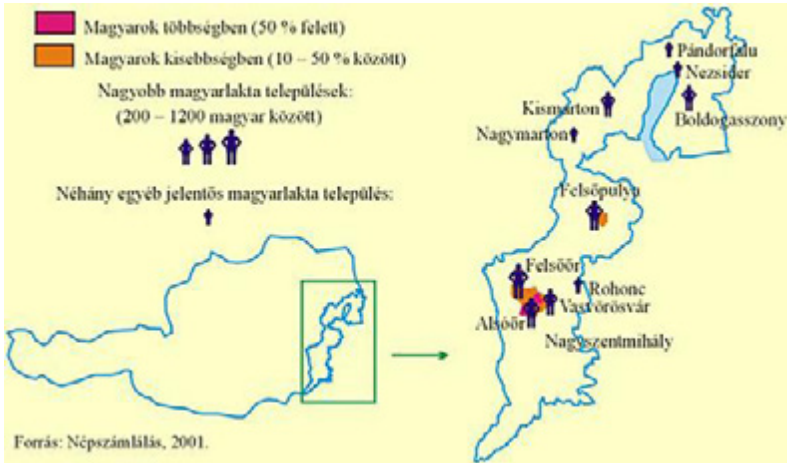 Magyarok többségben (50 % felett)
Magyarok kisebbségben (10 – 50 % között)
Nagyobb magyarlakta települések:
(200 – 1200 magyar között)
Néhány egyéb jelentős magyarlakta település:
Pándorfalu
Nezsider
Kismarton
Boldogasszony
Nagymarton
Felsőpulya
Felsőőr
Rohonc
Vasvörösvár
Alsóőr
Nagyszentmihály
Forrás: Népszámlálás, 2001.